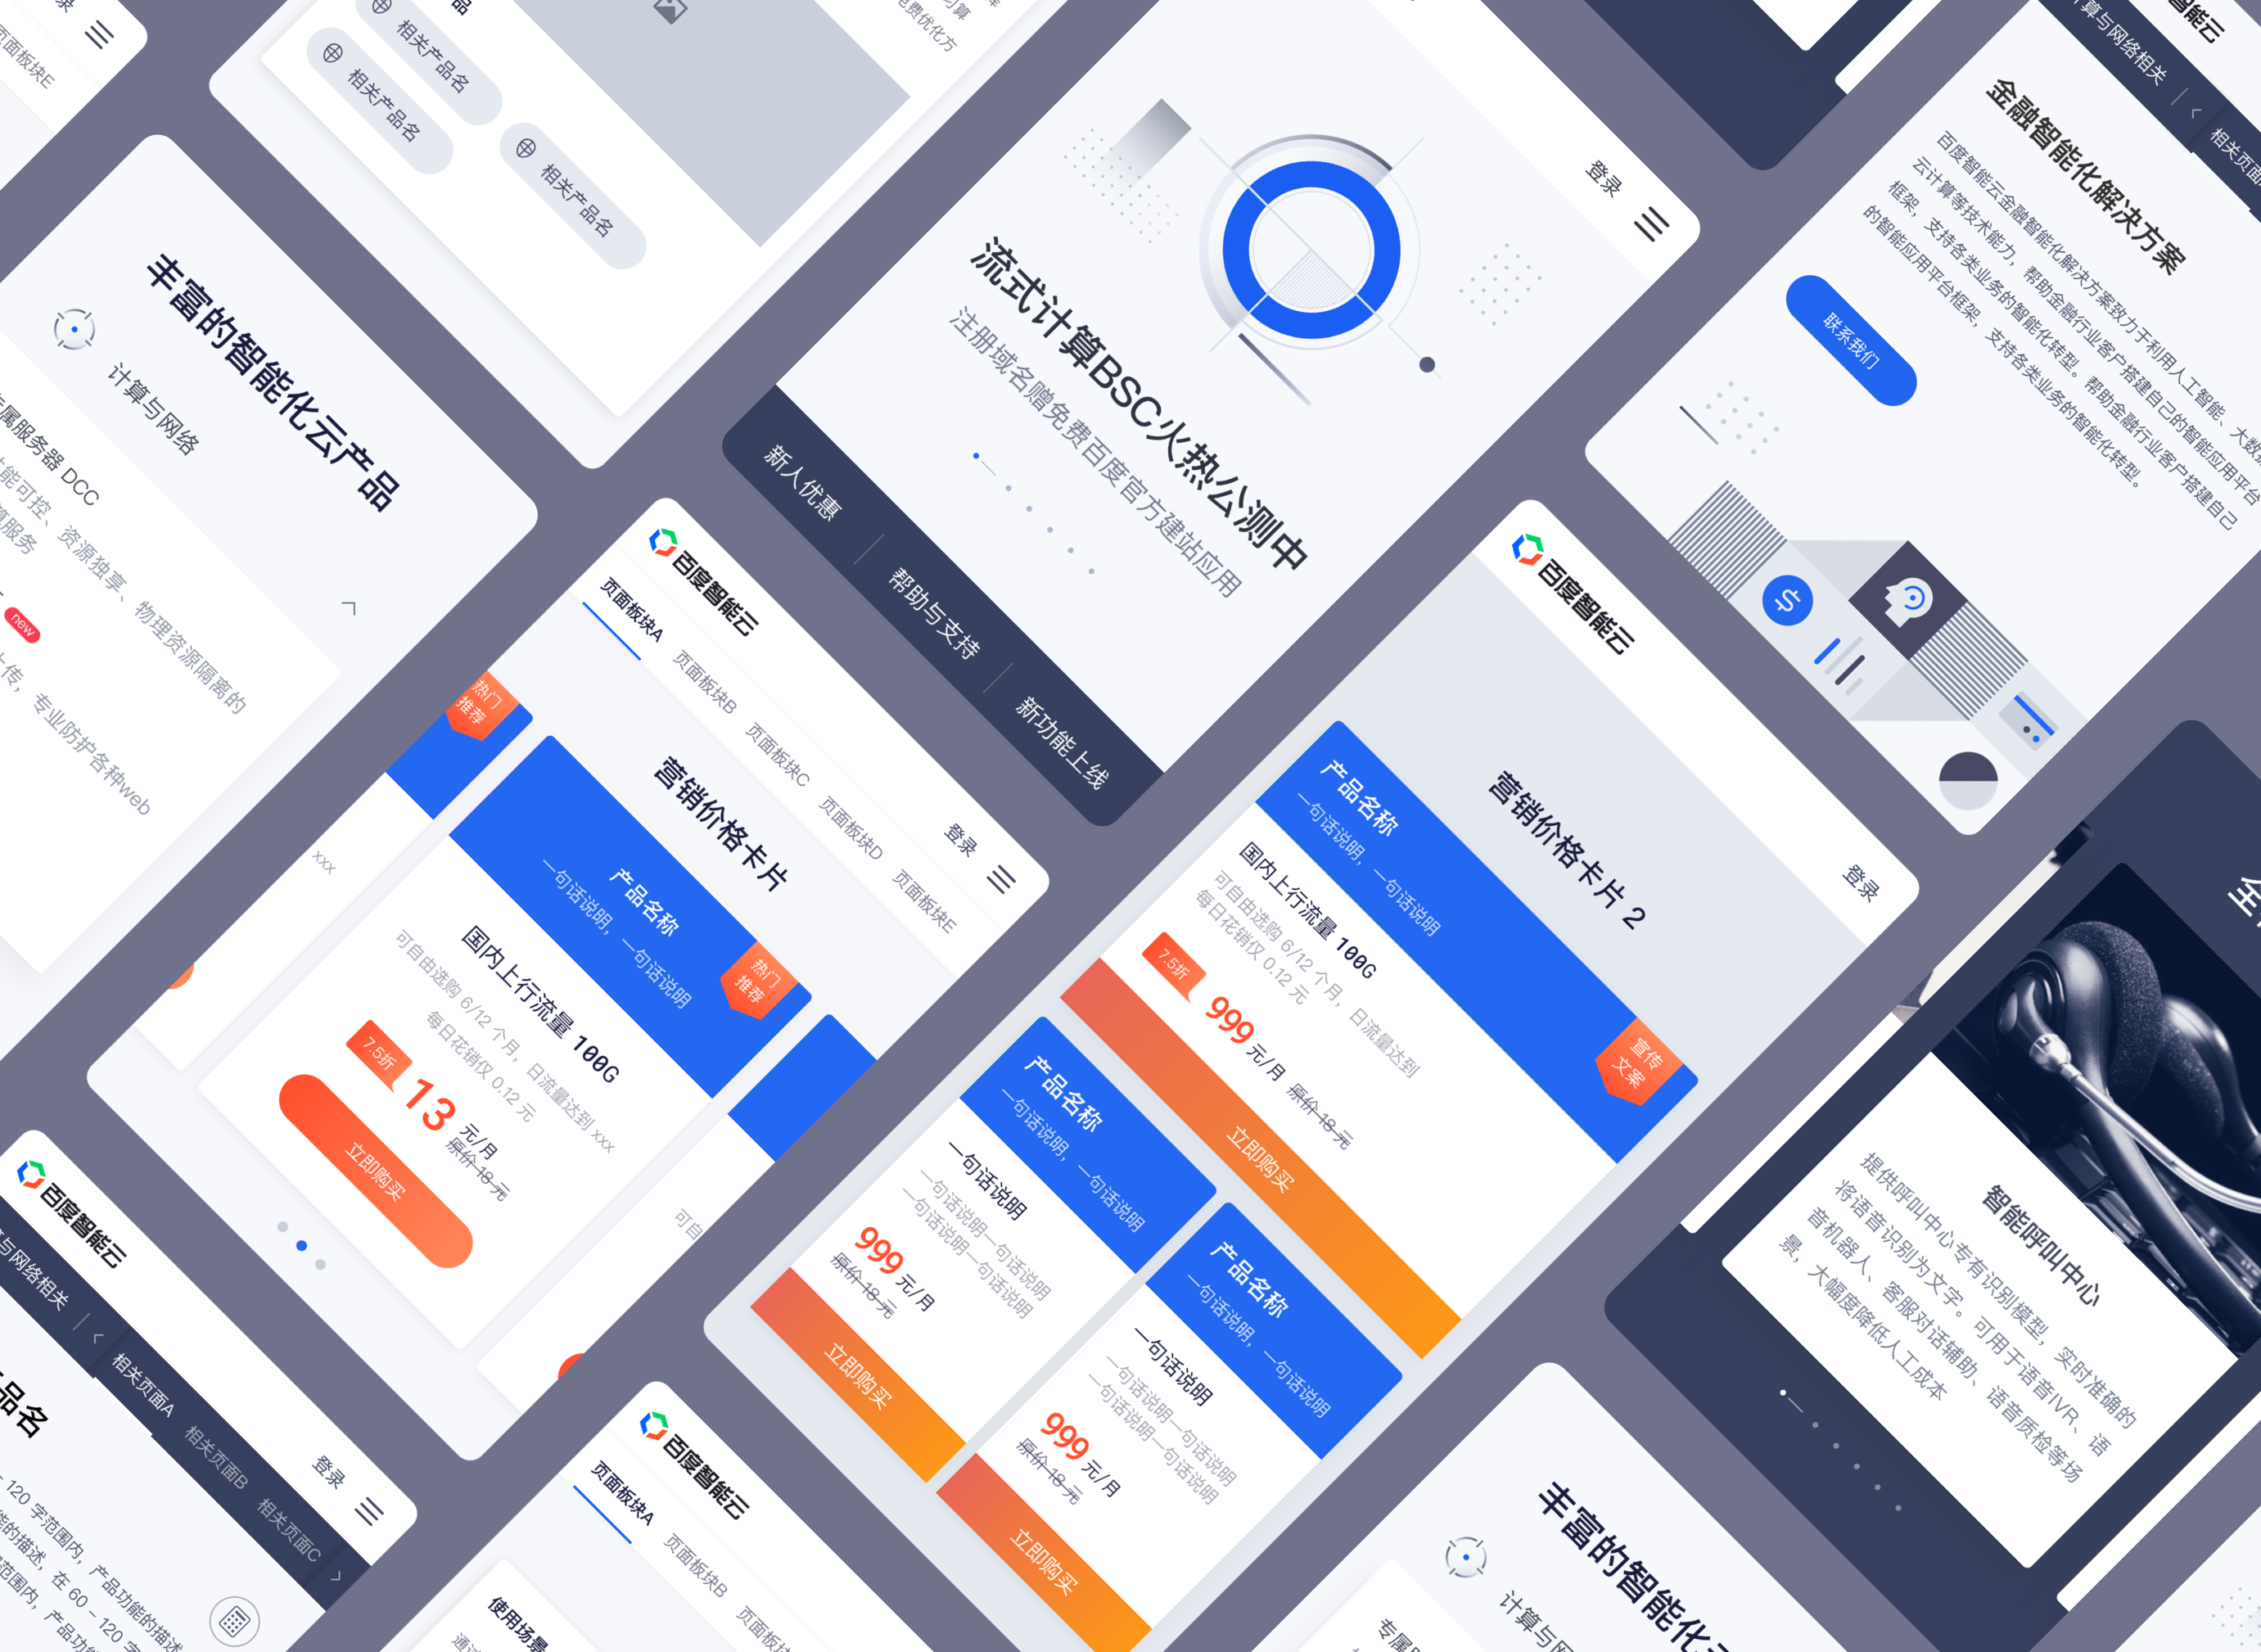 登录
页面板块E
相关产品名
相关产品名
相关产品名
丰富的智能化云产品
计算与网络
专属服务器 DCC
资源独享、物理资源隔离的
new
专业防护各种web
登录
流式计算BSC火热公测中
注册域名赠免费百度官方建站应用
新人优惠
帮助与支持
新功能上线
计算与网络相关
相关页面
金融智能化解决方案
百度智能云金融智能化解决方案致力于利用人工智能、大数据
云计算等技术能力，帮助金融行业客户搭建自己的智能应用平台
框架，支持各类业务的智能化转型。帮助金融行业客户搭建自己
的智能应用平台框架，支持各类业务的智能化转型。
联系我们
百度智能云
登录
页面板块A
页面板块B
页面板块C
页面板块D
页面板块E
营销价格卡片
热门
推荐
产品名称
一句话说明，一句话说明
热门
推荐
国内上行流量 100G
可自由选购 6/12 个月，日流量达到 xxx
每日花销仅 0.12 元
7.5折
13
元/月
原价 18 元
立即购买
xxx
可自
百度智能云
登录
营销价格卡片 2
产品名称
一句话说明，一句话说明
宣传
文案
国内上行流量 100G
可自由选购 6/12 个月，日流量达到
每日花销仅 0.12 元
7.5折
999 元/月 原价 18 元
立即购买
产品名称
一句话说明，一句话说明
一句话说明
一句话说明一句话说明
一句话说明一句话说明
999 元/月
原价 18 元
立即购买
产品名称
一句话说明，一句话说明
一句话说明
一句话说明一句话说明
一句话说明一句话说明
999 元/月
原价 18 元
立即购买
智能呼叫中心
提供呼叫中心专有识别模型，实时准确的
将语音识别为文字。可用于语音IVR、语
音机器人、客服对话辅助、语音质检等场
景，大幅度降低人工成本
百度智能云
登录
与网络相关
相关页面A
相关页面B
相关页面C
品名
120 字范围内，产品功能的描述
能的描述，在 60 – 120 字
范围内，产品功能
百度智能云
页面板块A
页面板块B
页面板块
使用场景
丰富的智能化
计算与网
专属